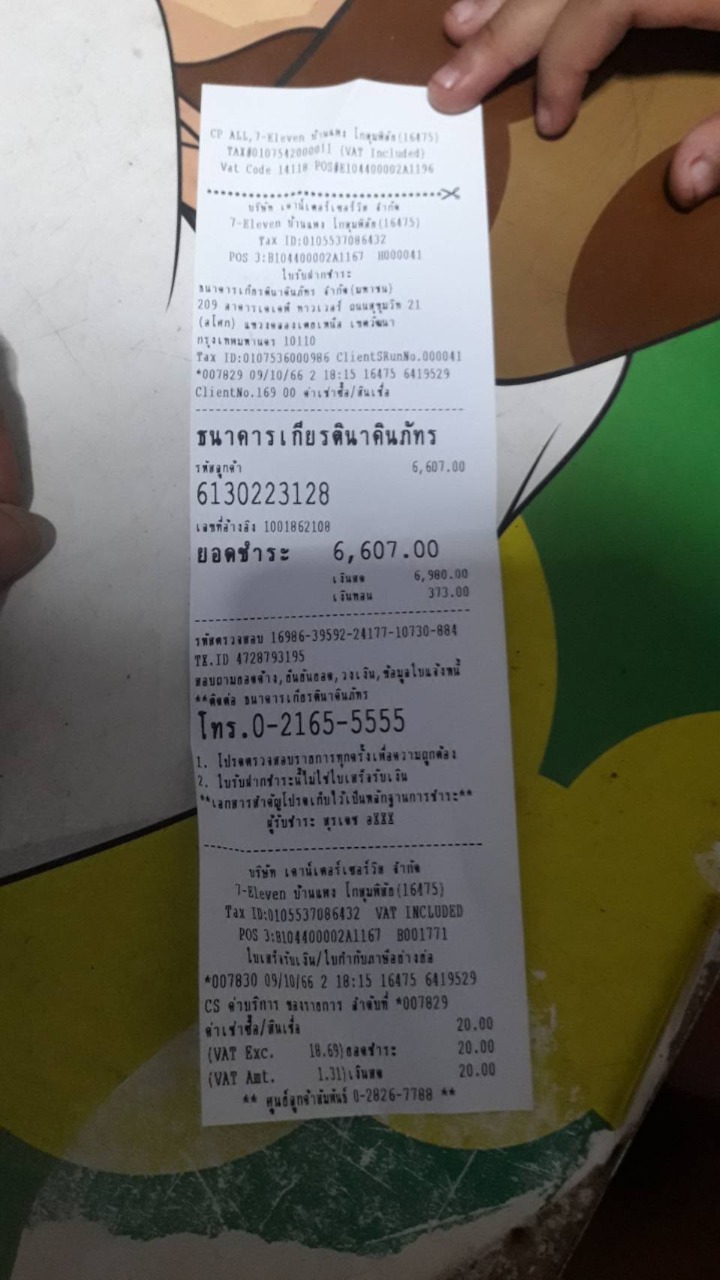 CP ALL,7-Eleven บ้านแพง โกสุมพิสัย(16475)
TAX#0107542000011 (VAT Included)
Vat Code 14118 POS#E104400002A1196
บริษัท เคาน์เตอร์เซอร์วิส จำกัด
7-Eleven บ้านแพง โกสุมพิสัย(16475)
Tax ID:0105537086432
POS 3:B104400002A1167 H000041
ใบรับฝากชำระ
ธนาคารเกียรตินาคินภัทร จำกัด(มหาชน)
209 อาคารเคเคพี ทาวเวอร์ ถนนสุขุมวิท 21
(อโศก) แขวงคลองเตยเหนือ เขตวัฒนา
กรุงเทพมหานคร 10110
Tax ID:0107536000986 ClientSRunNo.000041
*007829 09/10/66 2 18:15 16475 6419529
ClientNo.169 00 ค่าเช่าซื้อ/สินเชื่อ
ธนาคารเกียรตินาคินภัทร
รหัสลูกค้า 6,607.00
6130223128
เลขที่อ้างอิง 1001862108
ยอดชำระ 6,607.00
เงินสด 6,980.00
เงินทอน 373.00
รหัสตรวจสอบ 16986-39592-24177-10730-884
TX.ID 4728793195
สอบถามยอดค้าง,ยืนยันยอด,วงเงิน,ข้อมูลใบแจ้งหนี้
**ติดต่อ ธนาคารเกียรตินาคินภัทร
โทร.0-2165-5555
1. โปรดตรวจสอบรายการทุกครั้งเพื่อความถูกต้อง
2. ใบรับฝากชำระนี้ไม่ใช่ใบเสร็จรับเงิน
**เอกสารสำคัญโปรดเก็บไว้เป็นหลักฐานการชำระ**
ผู้รับชำระ สุรเดช อXXX
บริษัท เคาน์เตอร์เซอร์วิส จำกัด
7-Eleven บ้านแพง โกสุมพิสัย(16475)
Tax ID:0105537086432 VAT INCLUDED
POS 3:B104400002A1167 B001771
ใบเสร็จรับเงิน/ใบกำกับภาษีอย่างย่อ
*007830 09/10/66 2 18:15 16475 6419529
CS ค่าบริการ ของรายการ ลำดับที่ *007829
ค่าเช่าซื้อ/สินเชื่อ 20.00
(VAT Exc. 18.69)ยอดชำระ 20.00
(VAT Amt. 1.31)เงินสด 20.00
** ศูนย์ลูกค้าสัมพันธ์ 0-2826-7788 **